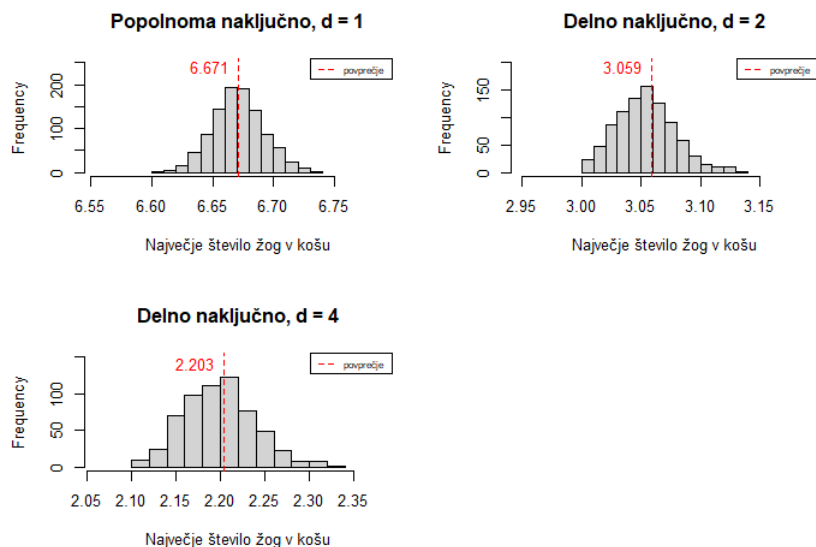 Popolnoma naključno, d = 1
povprečje
6.671
Frequency
0
100
200
6.55
6.60
6.65
6.70
6.75
Največje število žog v košu
Delno naključno, d = 2
povprečje
3.059
Frequency
0
50
150
2.95
3.00
3.05
3.10
3.15
Največje število žog v košu
Delno naključno, d = 4
povprečje
2.203
Frequency
0
50
100
2.05
2.10
2.15
2.20
2.25
2.30
2.35
Največje število žog v košu